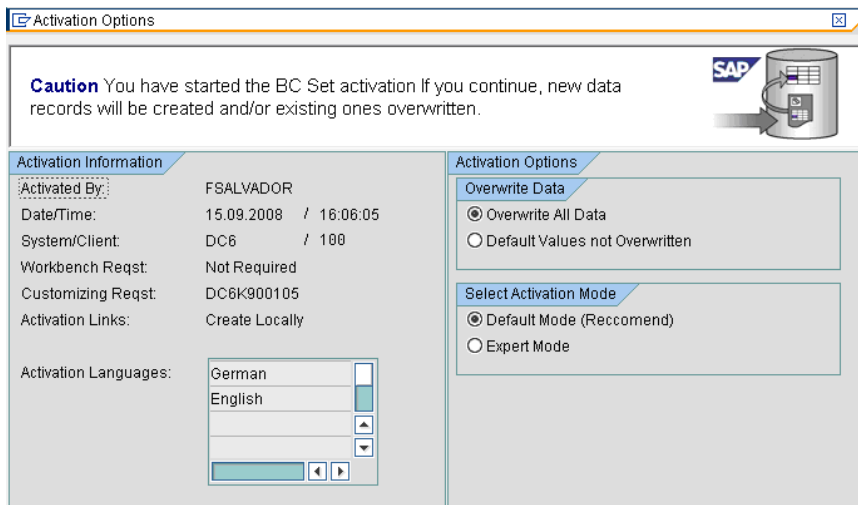 Activation Options
Caution You have started the BC Set activation If you continue, new data
records will be created and/or existing ones overwritten.
SAP
Activation Information
Activated By: FSALVADOR
Date/Time: 15.09.2008 / 16:06:05
System/Client: DC6 / 100
Workbench Reqst: Not Required
Customizing Reqst: DC6K900105
Activation Links: Create Locally
Activation Languages: German
English
Activation Options
Overwrite Data
Overwrite All Data
Default Values not Overwritten
Select Activation Mode
Default Mode (Reccomend)
Expert Mode